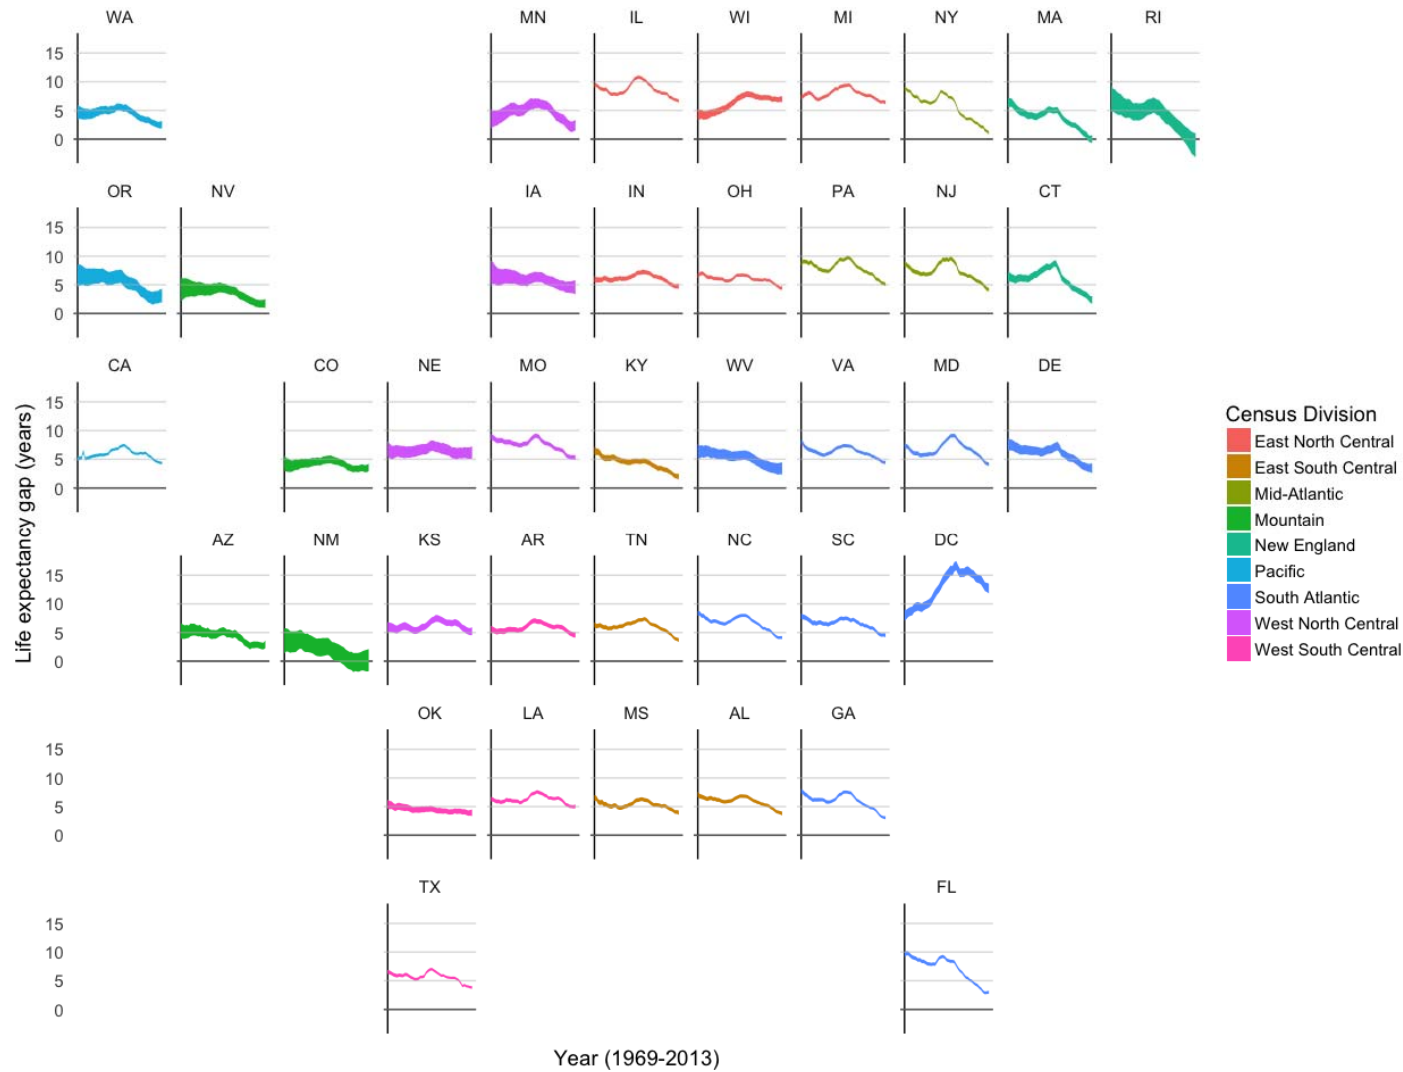 WA MN IL WI MI NY MA RI
15
10
5
0
OR NV IA IN OH PA NJ CT
15
10
5
0
CA CO NE MO KY WV VA MD DE
15
10
5
0
AZ NM KS AR TN NC SC DC
15
10
5
0
OK LA MS AL GA
15
10
5
0
TX FL
15
10
5
0
Life expectancy gap (years)
Year (1969-2013)
Census Division
East North Central
East South Central
Mid-Atlantic
Mountain
New England
Pacific
South Atlantic
West North Central
West South Central